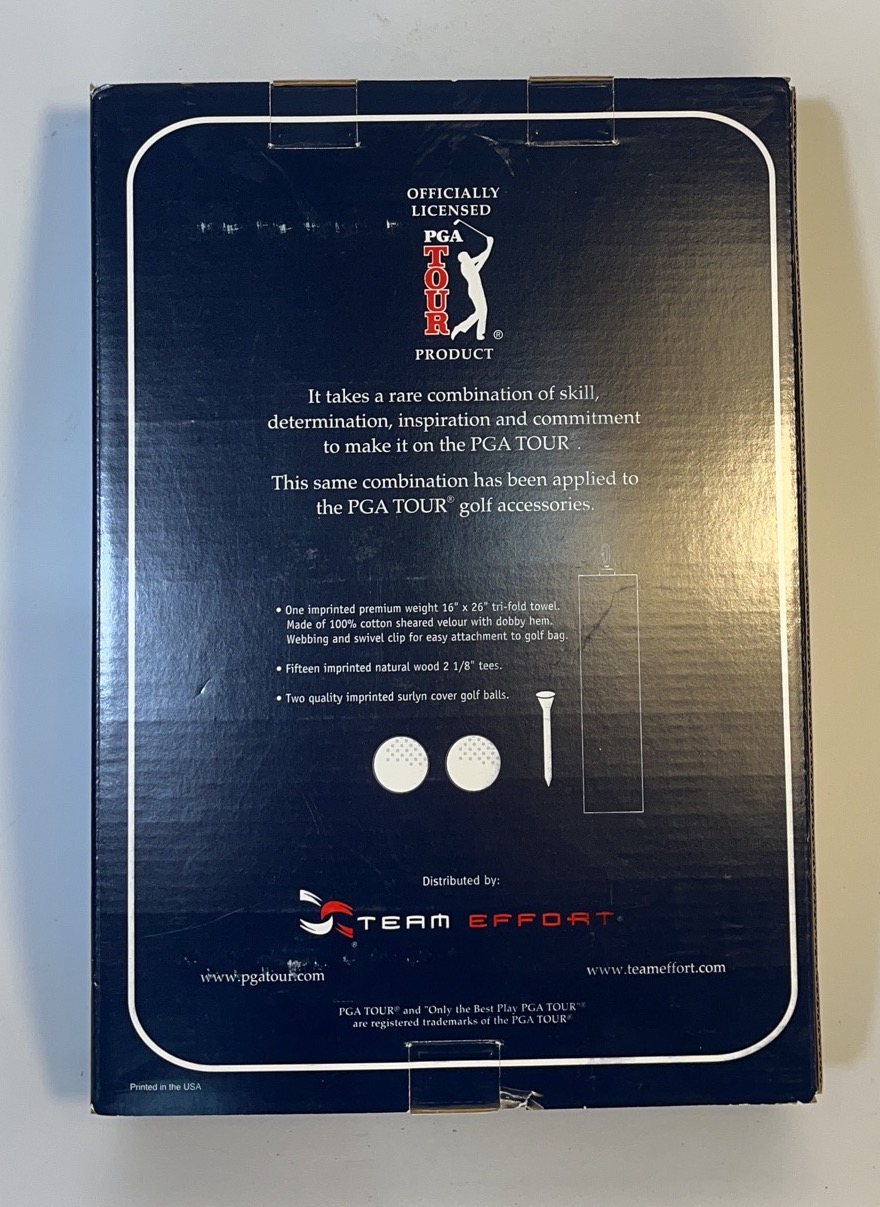 OFFICIALLY
LICENSED
PGA
TOUR
®
PRODUCT
It takes a rare combination of skill,
determination, inspiration and commitment
to make it on the PGA TOUR .
This same combination has been applied to
the PGA TOUR® golf accessories.
• One imprinted premium weight 16" x 26" tri-fold towel.
Made of 100% cotton sheared velour with dobby hem.
Webbing and swivel clip for easy attachment to golf bag.
• Fifteen imprinted natural wood 2 1/8" tees.
• Two quality imprinted surlyn cover golf balls.
Distributed by:
TEAM EFFORT®
®
www.pgatour.com
www.teameffort.com
PGA TOUR® and "Only the Best Play PGA TOUR"®
are registered trademarks of the PGA TOUR®
Printed in the USA